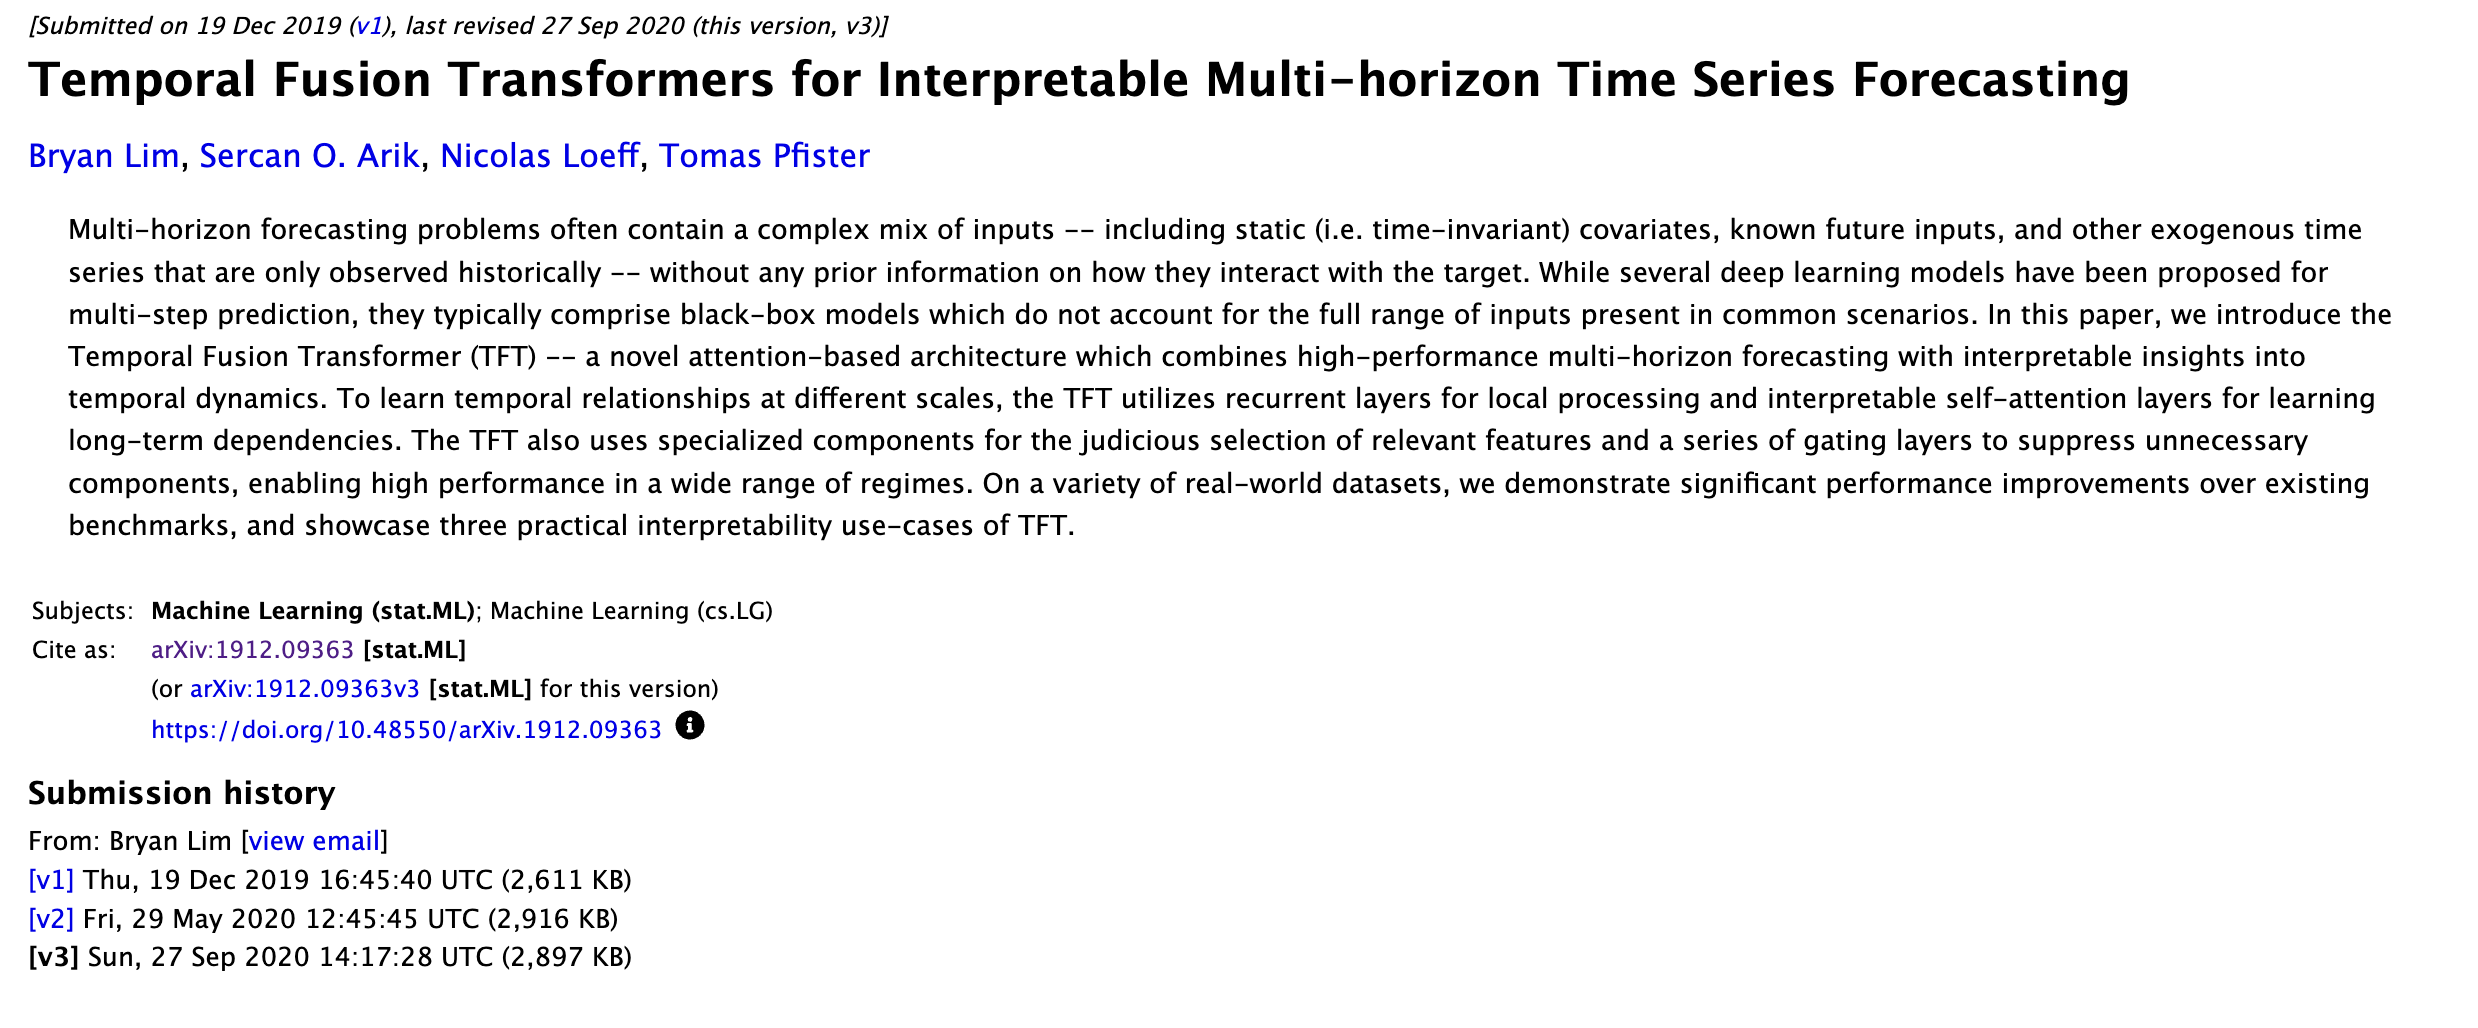 [Submitted on 19 Dec 2019 (v1), last revised 27 Sep 2020 (this version, v3)]
Temporal Fusion Transformers for Interpretable Multi-horizon Time Series Forecasting
Bryan Lim, Sercan O. Arik, Nicolas Loeff, Tomas Pfister
Multi-horizon forecasting problems often contain a complex mix of inputs -- including static (i.e. time-invariant) covariates, known future inputs, and other exogenous time
series that are only observed historically -- without any prior information on how they interact with the target. While several deep learning models have been proposed for
multi-step prediction, they typically comprise black-box models which do not account for the full range of inputs present in common scenarios. In this paper, we introduce the
Temporal Fusion Transformer (TFT) -- a novel attention-based architecture which combines high-performance multi-horizon forecasting with interpretable insights into
temporal dynamics. To learn temporal relationships at different scales, the TFT utilizes recurrent layers for local processing and interpretable self-attention layers for learning
long-term dependencies. The TFT also uses specialized components for the judicious selection of relevant features and a series of gating layers to suppress unnecessary
components, enabling high performance in a wide range of regimes. On a variety of real-world datasets, we demonstrate significant performance improvements over existing
benchmarks, and showcase three practical interpretability use-cases of TFT.
Subjects: Machine Learning (stat.ML); Machine Learning (cs.LG)
Cite as: arXiv:1912.09363 [stat.ML]
(or arXiv:1912.09363v3 [stat.ML] for this version)
https://doi.org/10.48550/arXiv.1912.09363
Submission history
From: Bryan Lim [view email]
[v1] Thu, 19 Dec 2019 16:45:40 UTC (2,611 KB)
[v2] Fri, 29 May 2020 12:45:45 UTC (2,916 KB)
[v3] Sun, 27 Sep 2020 14:17:28 UTC (2,897 KB)